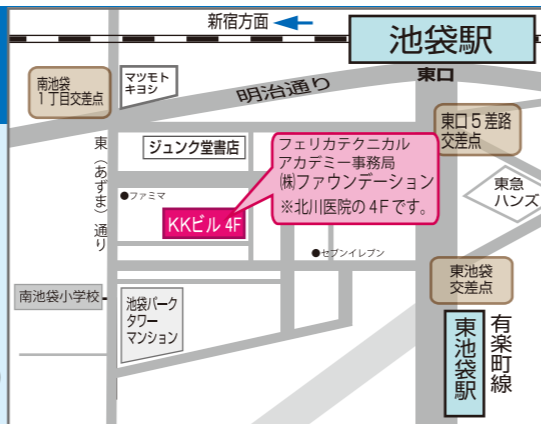 新宿方面
池袋駅
東口
南池袋
1丁目交差点
マツモト
キヨシ
明治通り
東口5差路
交差点
ジュンク堂書店
フェリカテクニカル
アカデミー事務局
㈱ファウンデーション
※北川医院の4Fです。
東急
ハンズ
東(あずま)通り
●ファミマ
KKビル 4F
●セブンイレブン
東池袋
交差点
南池袋小学校
池袋パーク
タワー
マンション
東池袋駅
有楽町線